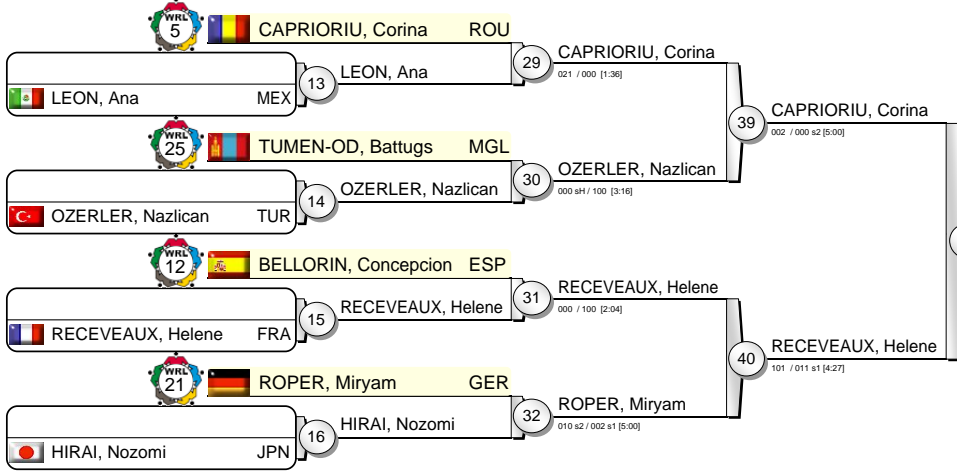 WRL 5 CAPRIORIU, Corina ROU
13 LEON, Ana
LEON, Ana MEX
29 CAPRIORIU, Corina
021 / 000 [1:36]
WRL 25 TUMEN-OD, Battugs MGL
14 OZERLER, Nazlican
OZERLER, Nazlican TUR
30 OZERLER, Nazlican
000 sH / 100 [3:16]
39 CAPRIORIU, Corina
002 / 000 s2 [5:00]
WRL 12 BELLORIN, Concepcion ESP
15 RECEVEAUX, Helene
RECEVEAUX, Helene FRA
31 RECEVEAUX, Helene
000 / 100 [2:04]
WRL 21 ROPER, Miryam GER
16 HIRAI, Nozomi
HIRAI, Nozomi JPN
32 ROPER, Miryam
010 s2 / 002 s1 [5:00]
40 RECEVEAUX, Helene
101 / 011 s1 [4:27]